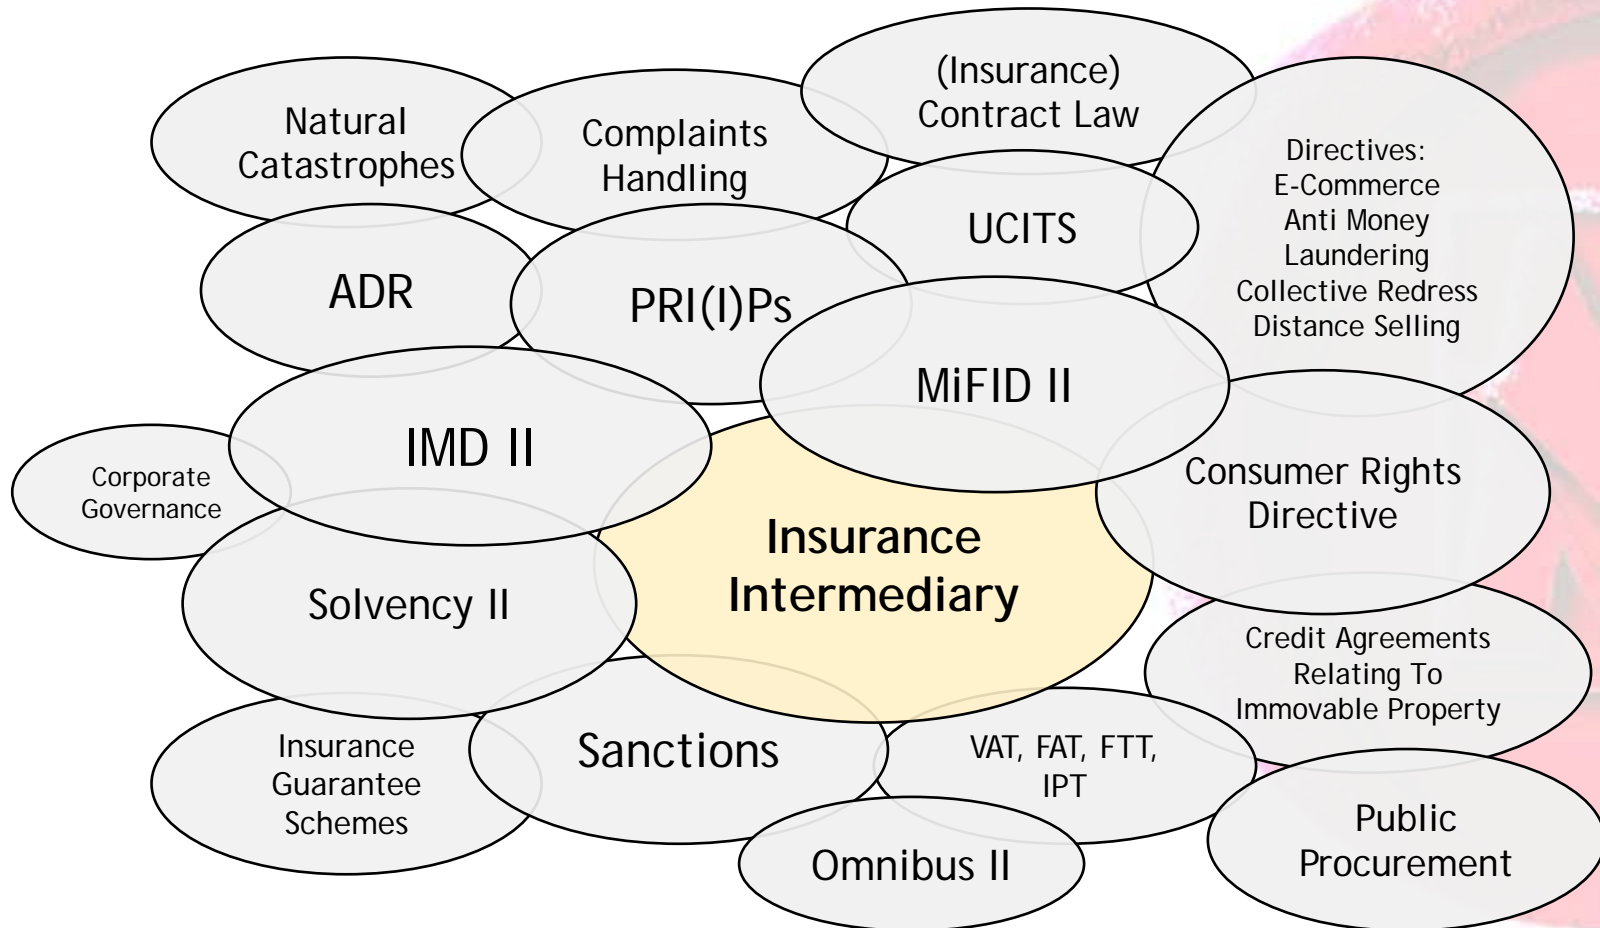 (Insurance)
Contract Law
Natural
Catastrophes
Complaints
Handling
Directives:
E-Commerce
Anti Money
Laundering
Collective Redress
Distance Selling
UCITS
ADR
PRI(I)Ps
MiFID II
IMD II
Corporate
Governance
Consumer Rights
Directive
Insurance
Intermediary
Solvency II
Credit Agreements
Relating To
Immovable Property
Insurance
Guarantee
Schemes
Sanctions
VAT, FAT, FTT,
IPT
Public
Procurement
Omnibus II